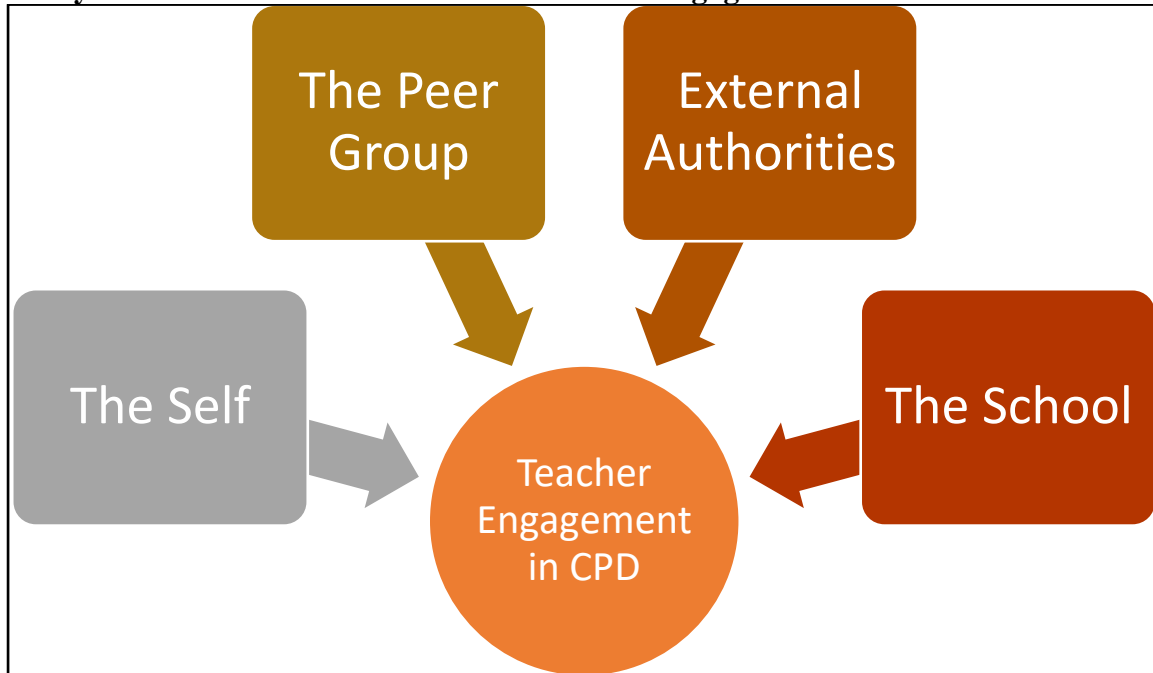 The Peer
Group
External
Authorities
The Self
The School
Teacher
Engagement
in CPD